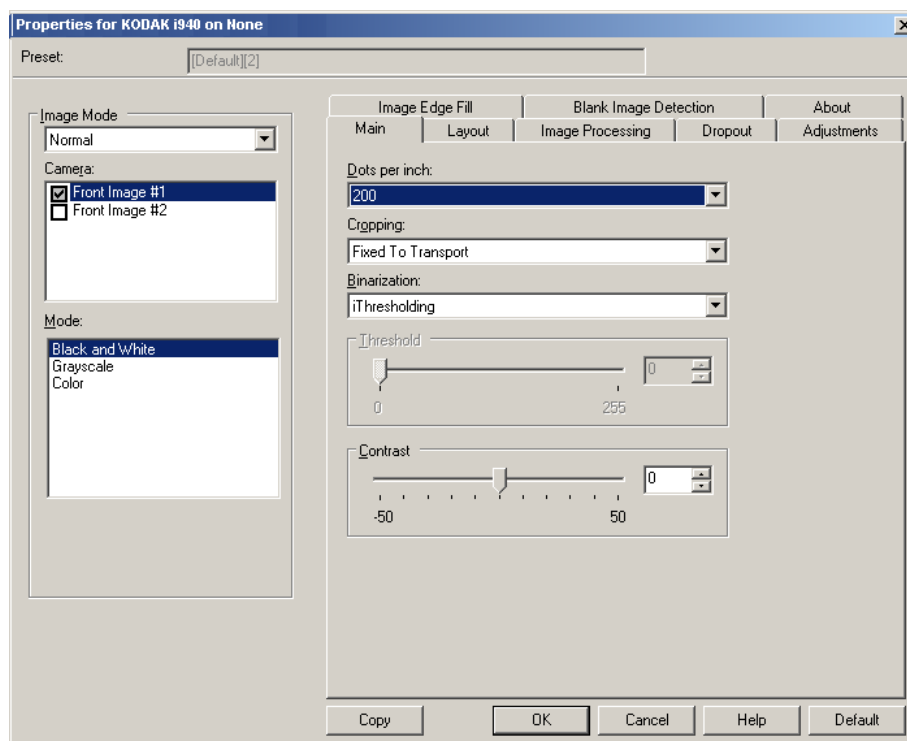 Properties for KODAK i940 on None
Preset:
[Default][2]
Image Mode
Normal
Camera:
Front Image #1
Front Image #2
Mode:
Black and White
Grayscale
Color
Image Edge Fill
Blank Image Detection
About
Main
Layout
Image Processing
Dropout
Adjustments
Dots per inch:
200
Cropping:
Fixed To Transport
Binarization:
iThresholding
Threshold
0
0
255
Contrast
0
-50
50
Copy
OK
Cancel
Help
Default